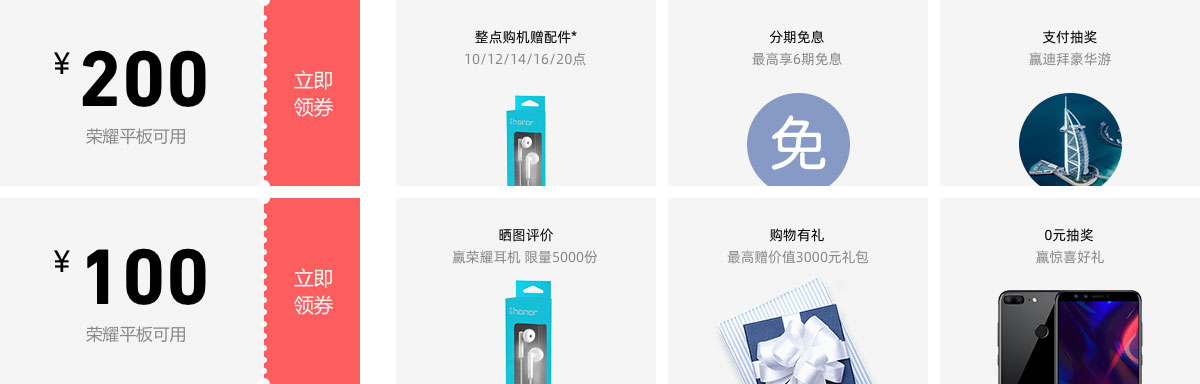 ¥ 200
荣耀平板可用
立即
领券
整点购机赠配件*
10/12/14/16/20点
honor
分期免息
最高享6期免息
免
支付抽奖
赢迪拜豪华游
¥ 100
荣耀平板可用
立即
领券
晒图评价
赢荣耀耳机 限量5000份
honor
购物有礼
最高赠价值3000元礼包
0元抽奖
赢惊喜好礼